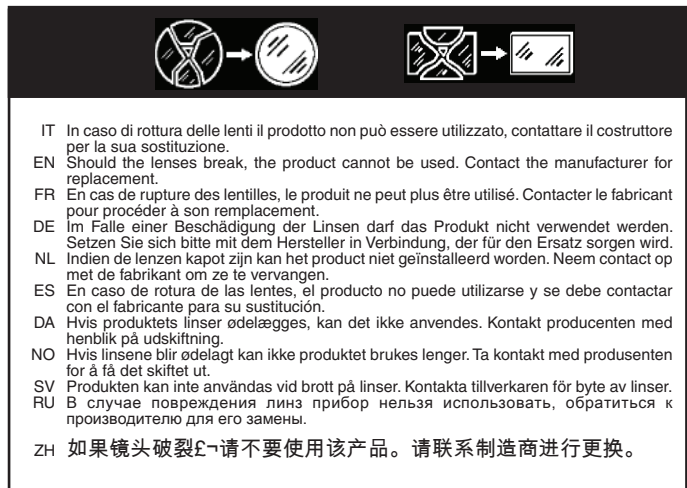 IT In caso di rottura delle lenti il prodotto non può essere utilizzato, contattare il costruttore
per la sua sostituzione.
EN Should the lenses break, the product cannot be used. Contact the manufacturer for
replacement.
FR En cas de rupture des lentilles, le produit ne peut plus être utilisé. Contacter le fabricant
pour procéder à son remplacement.
DE Im Falle einer Beschädigung der Linsen darf das Produkt nicht verwendet werden.
Setzen Sie sich bitte mit dem Hersteller in Verbindung, der für den Ersatz sorgen wird.
NL Indien de lenzen kapot zijn kan het product niet geïnstalleerd worden. Neem contact op
met de fabrikant om ze te vervangen.
ES En caso de rotura de las lentes, el producto no puede utilizarse y se debe contactar
con el fabricante para su sustitución.
DA Hvis produktets linser ødelægges, kan det ikke anvendes. Kontakt producenten med
henblik på udskiftning.
NO Hvis linsene blir ødelagt kan ikke produktet brukes lenger. Ta kontakt med produsenten
for å få det skiftet ut.
SV Produkten kan inte användas vid brott på linser. Kontakta tillverkaren för byte av linser.
RU В случае повреждения линз прибор нельзя использовать, обратиться к
производителю для его замены.
ZH 如果镜头破裂£¬请不要使用该产品。请联系制造商进行更换。